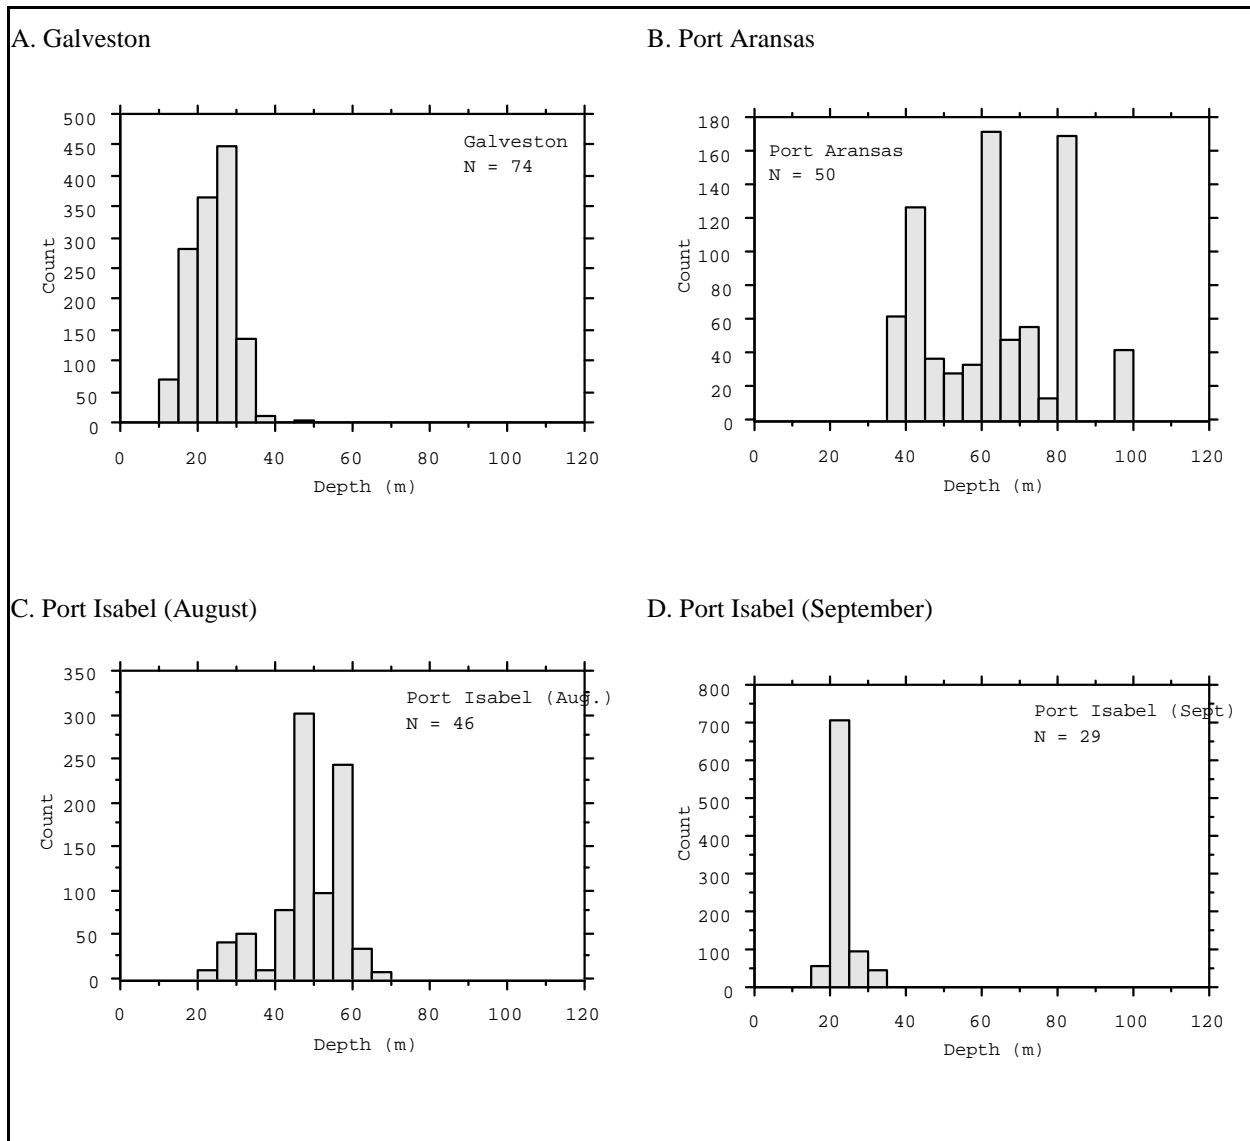 A. Galveston
B. Port Aransas
500
450
400
350
300
250
200
150
100
50
0
Count
Galveston
N = 74
0 20 40 60 80 100 120
Depth (m)
180
160
140
120
100
80
60
40
20
0
Count
Port Aransas
N = 50
0 20 40 60 80 100 120
Depth (m)
C. Port Isabel (August)
D. Port Isabel (September)
350
300
250
200
150
100
50
0
Count
Port Isabel (Aug.)
N = 46
0 20 40 60 80 100 120
Depth (m)
800
700
600
500
400
300
200
100
0
Count
Port Isabel (Sept)
N = 29
0 20 40 60 80 100 120
Depth (m)